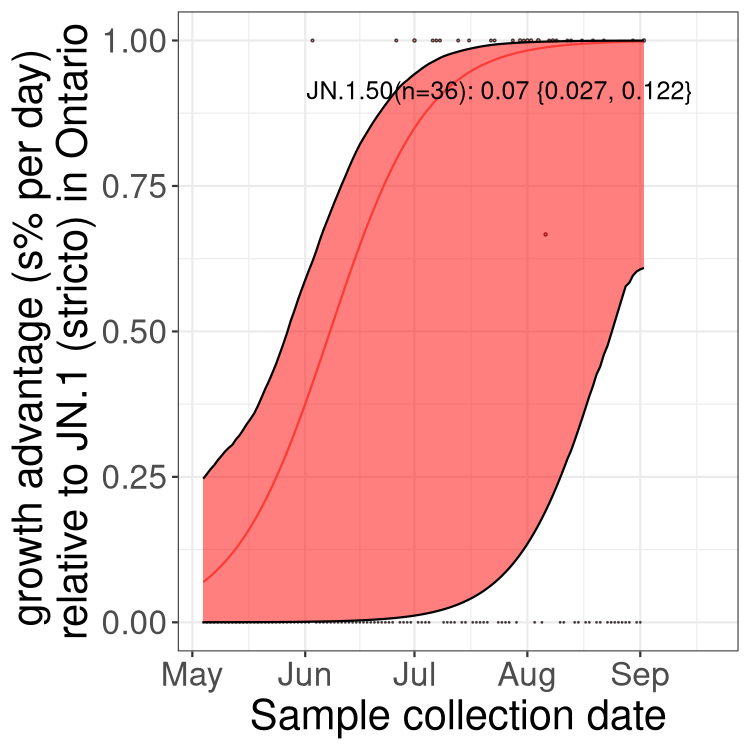 growth advantage (s% per day)
relative to JN.1 (stricto) in Ontario
1.00
0.75
0.50
0.25
0.00
JN.1.50(n=36): 0.07 {0.027, 0.122}
May Jun Jul Aug Sep
Sample collection date